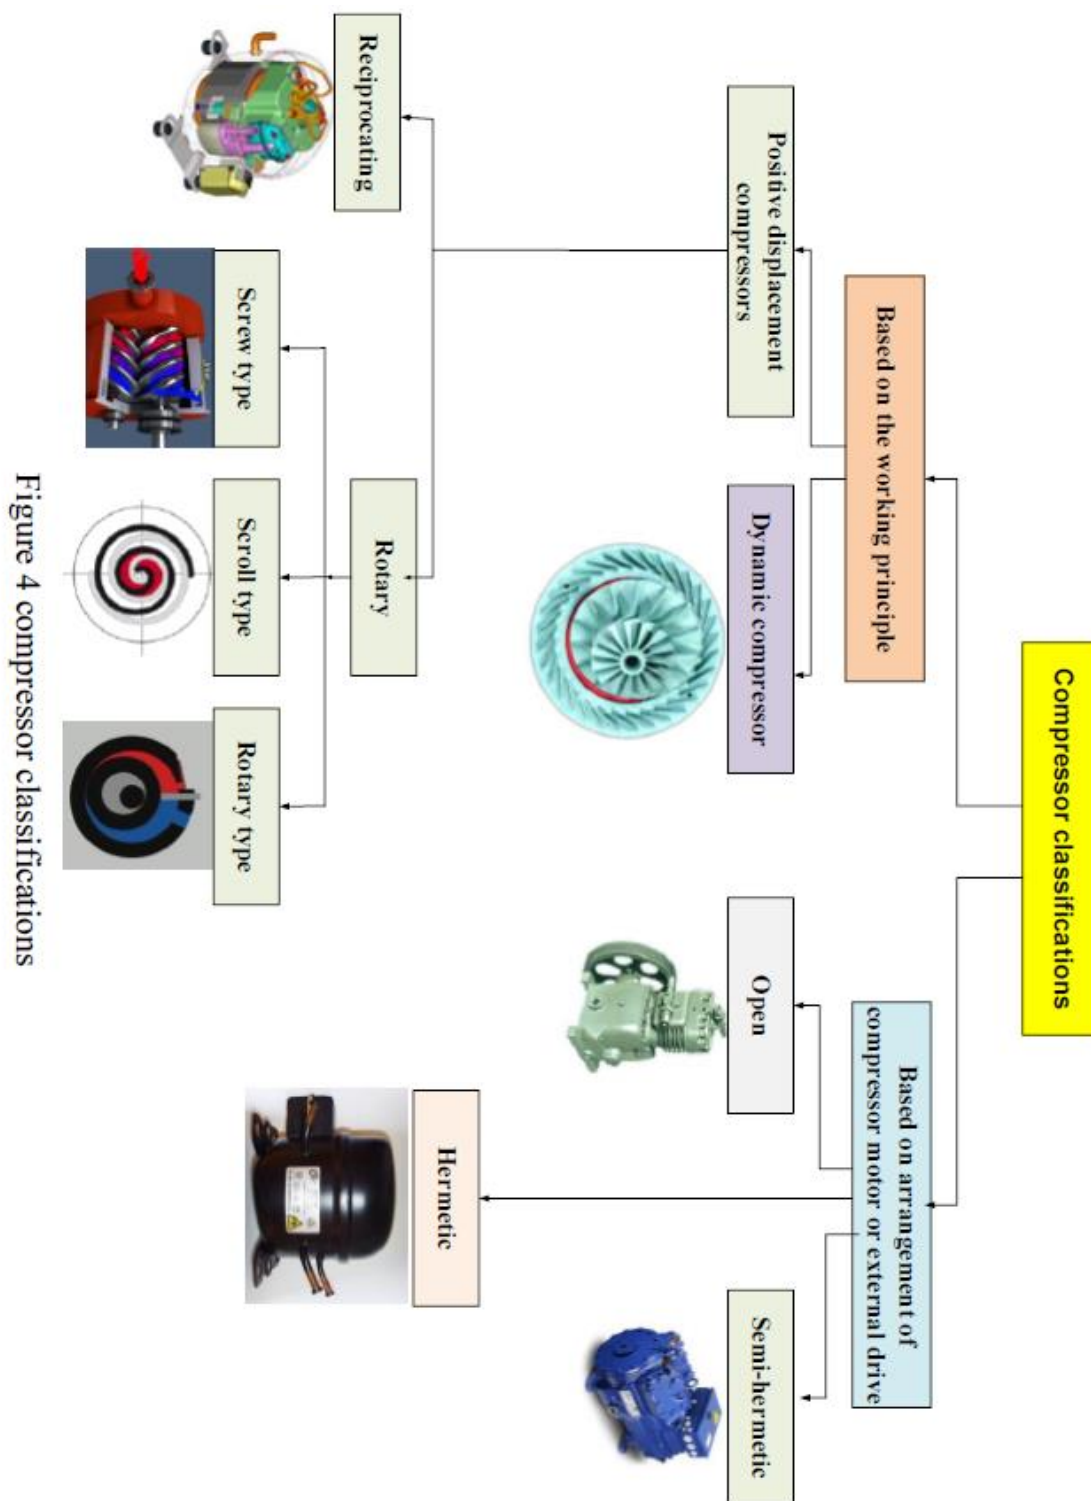 Compressor classifications
Based on the working principle
Based on arrangement of
compressor motor or external drive
Positive displacement
compressors
Dynamic compressor
Open
Hermetic
Semi-hermetic
Reciprocating
Rotary
Screw type
Scroll type
Rotary type
Figure 4 compressor classifications